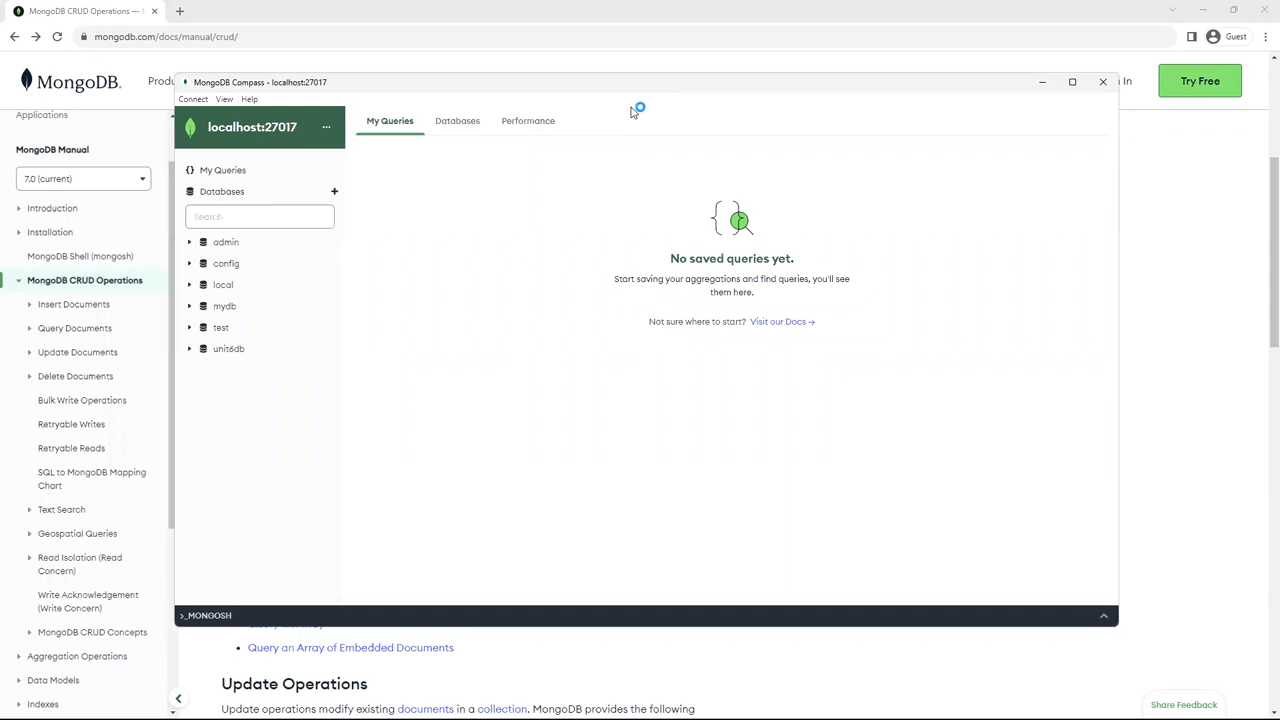 MongoDB CRUD Operations —
mongodb.com/docs/manual/crud/
Guest
MongoDB.
Produ
In
Try Free
Applications
MongoDB Manual
7.0 (current)
Introduction
Installation
MongoDB Shell (mongosh)
MongoDB CRUD Operations
Insert Documents
Query Documents
Update Documents
Delete Documents
Bulk Write Operations
Retryable Writes
Retryable Reads
SQL to MongoDB Mapping
Chart
Text Search
Geospatial Queries
Read Isolation (Read
Concern)
Write Acknowledgement
(Write Concern)
MongoDB CRUD Concepts
Aggregation Operations
Data Models
Indexes
MongoDB Compass - localhost:27017
Connect View Help
localhost:27017
My Queries
Databases
Search
admin
config
local
mydb
test
unit6db
My Queries Databases Performance
No saved queries yet.
Start saving your aggregations and find queries, you'll see
them here.
Not sure where to start? Visit our Docs →
>_MONGOSH
Query an Array of Embedded Documents
Update Operations
Update operations modify existing documents in a collection. MongoDB provides the following
Share Feedback